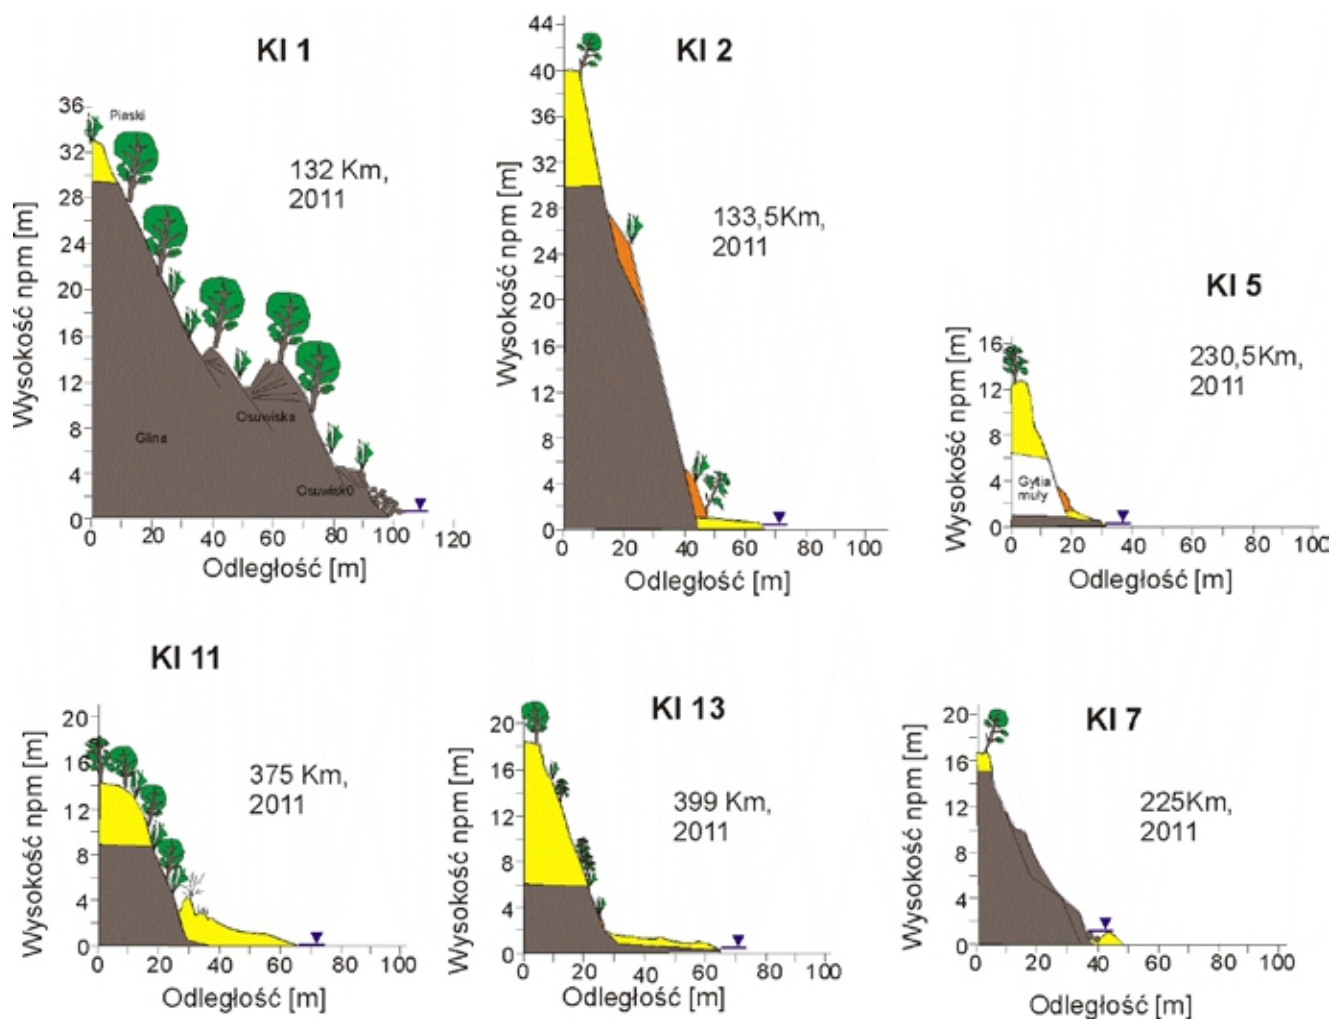 Kl 1
36
32
28
24
20
16
12
8
4
0
Wysokość npm [m]
Piaski
132 Km,
2011
Glina
Osuwiska
Osuwisk0
0 20 40 60 80 100 120
Odległość [m]
Kl 2
44
40
36
32
28
24
20
16
12
8
4
0
Wysokość npm [m]
133,5Km,
2011
0 20 40 60 80 100
Odległość [m]
Kl 5
16
12
8
4
0
Wysokość npm [m]
230,5Km,
2011
Gytia
muły
0 20 40 60 80 100
Odległość [m]
Kl 11
20
16
12
8
4
0
Wysokość npm [m]
375 Km,
2011
0 20 40 60 80 100
Odległość [m]
Kl 13
20
16
12
8
4
0
Wysokość npm [m]
399 Km,
2011
0 20 40 60 80 100
Odległość [m]
Kl 7
20
16
12
8
4
0
Wysokość npm [m]
225Km,
2011
0 20 40 60 80 100
Odległość [m]